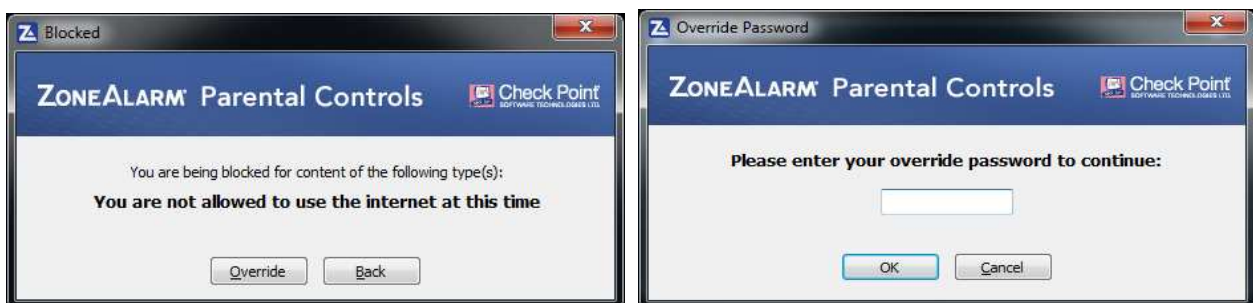 Blocked
ZONEALARM Parental Controls
Check Point
SOFTWARE TECHNOLOGIES LTD.
You are being blocked for content of the following type(s):
You are not allowed to use the internet at this time
Override
Back
Override Password
ZONEALARM Parental Controls
Check Point
SOFTWARE TECHNOLOGIES LTD.
Please enter your override password to continue:
OK
Cancel